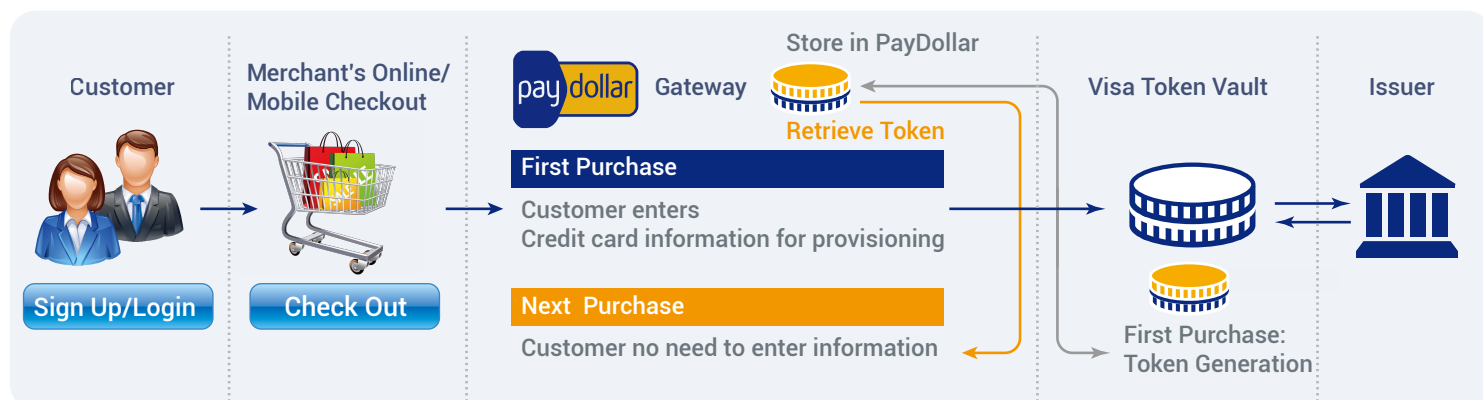 Customer
Sign Up/Login
Merchant's Online/
Mobile Checkout
Check Out
pay dollar
Gateway
Store in PayDollar
Retrieve Token
First Purchase
Customer enters
Credit card information for provisioning
Next Purchase
Customer no need to enter information
Visa Token Vault
First Purchase:
Token Generation
Issuer